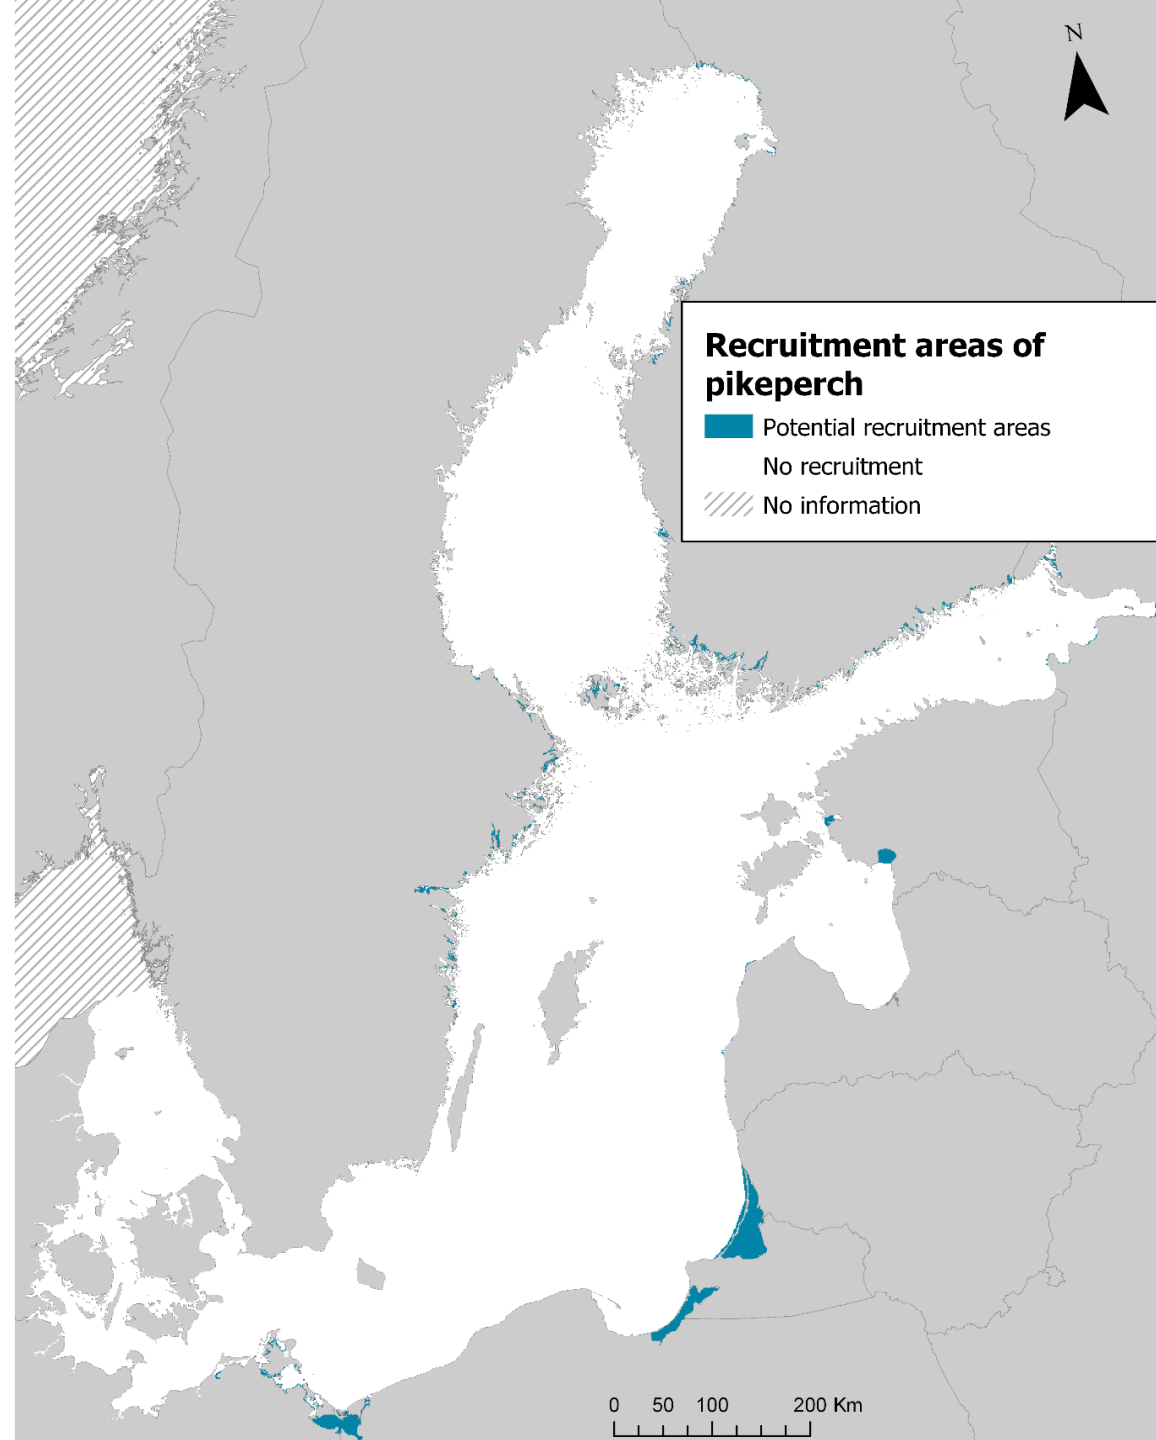 N
Recruitment areas of
pikeperch
Potential recruitment areas
No recruitment
No information
0 50 100 200 Km